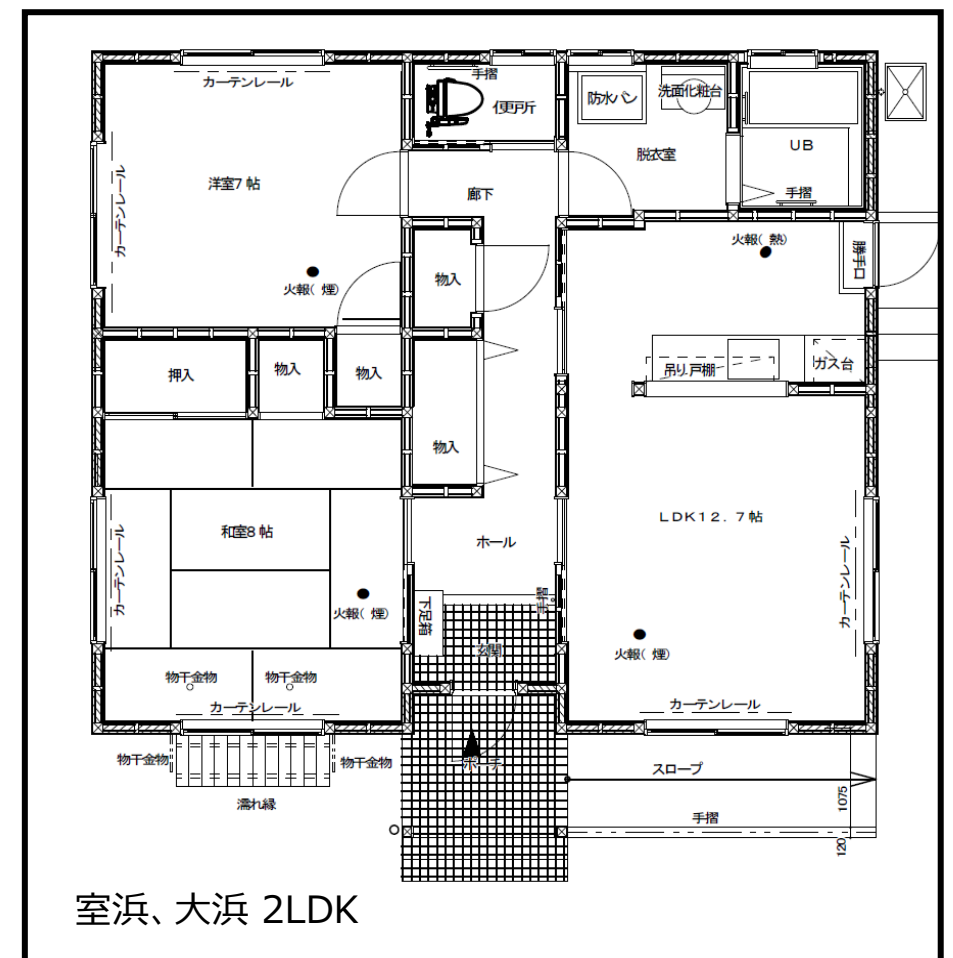 カーテンレール
手摺
便所
防水パン
洗面化粧台
脱衣室
UB
手摺
洋室7 帖
カーテンレール
廊下
火報( 煙)
物入
火報( 熱)
勝手口
押入
物入
物入
吊り戸棚
ガス台
物入
和室8 帖
カーテンレール
ホール
LDK12. 7帖
カーテンレール
火報( 煙)
下足箱
手摺
玄関
火報( 煙)
物干金物
物干金物
カーテンレール
カーテンレール
物干金物
物干金物
ポーチ
スロープ
濡れ縁
手摺
1075
120
室浜、大浜 2LDK